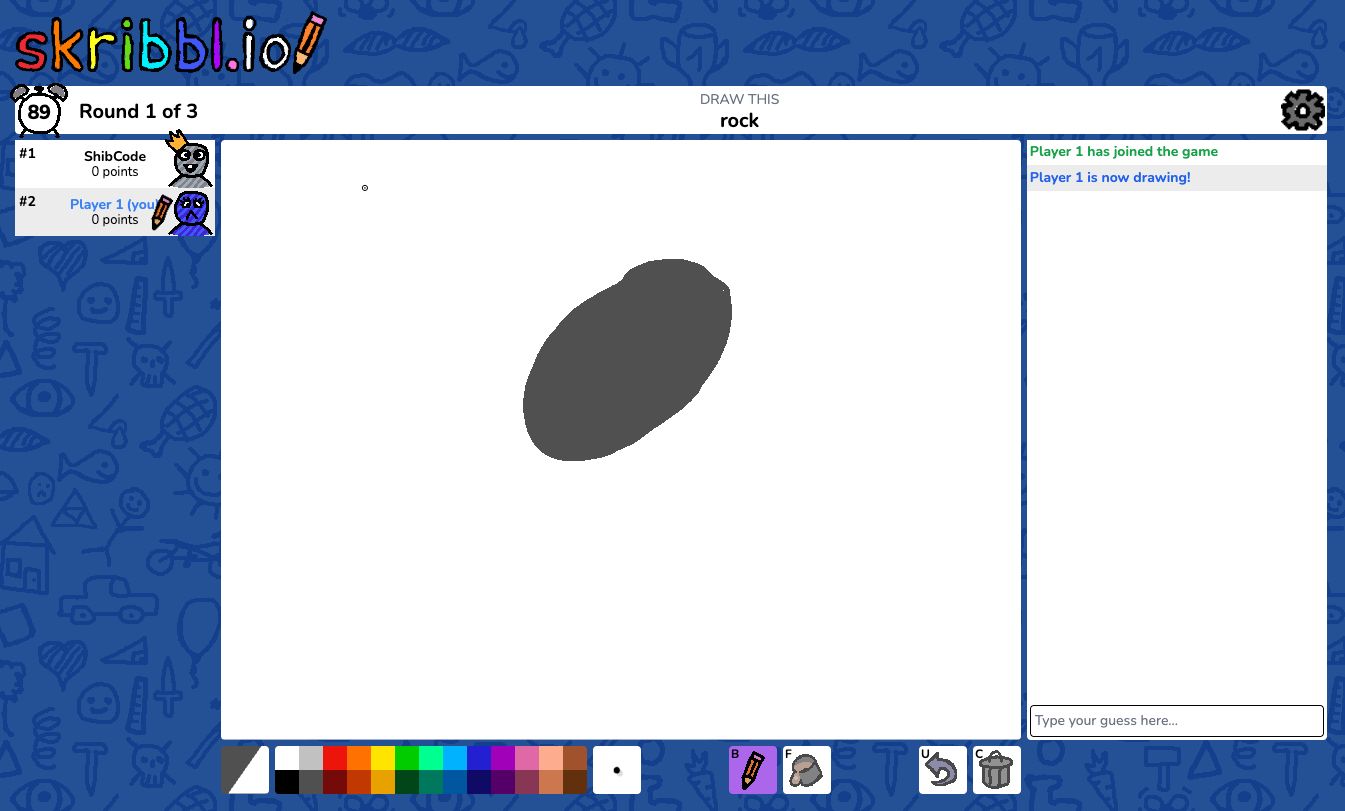 skribbl.io
89
Round 1 of 3
DRAW THIS
rock
#1
ShibCode
0 points
#2
Player 1 (you)
0 points
Player 1 has joined the game
Player 1 is now drawing!
Type your guess here...
B
F
U
C